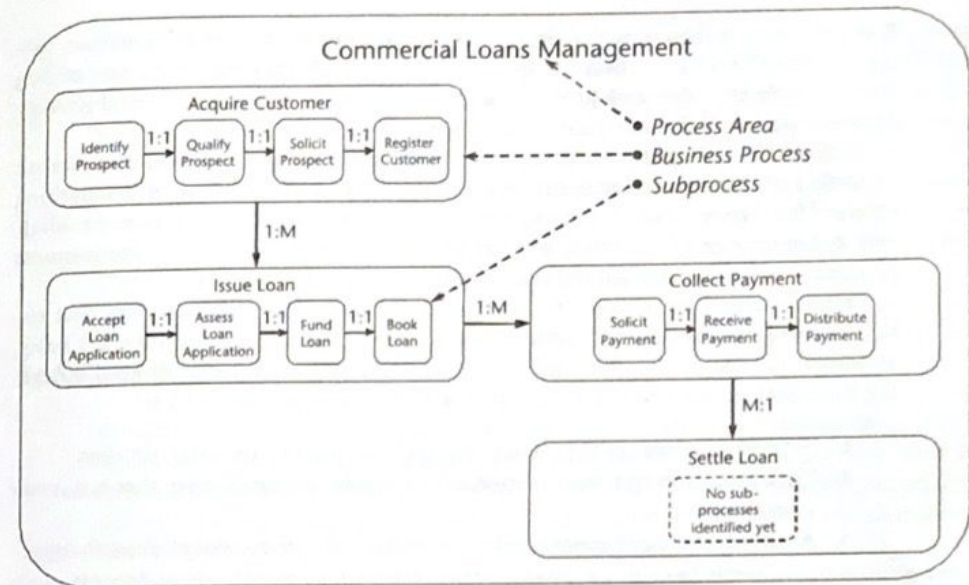 Commercial Loans Management
Acquire Customer
Identify
Prospect
1:1
Qualify
Prospect
1:1
Solicit
Prospect
1:1
Register
Customer
• Process Area
• Business Process
• Subprocess
1:M
Issue Loan
Accept
Loan
Application
1:1
Assess
Loan
Application
1:1
Fund
Loan
1:1
Book
Loan
1:M
Collect Payment
Solicit
Payment
1:1
Receive
Payment
1:1
Distribute
Payment
M:1
Settle Loan
No sub-
processes
identified yet